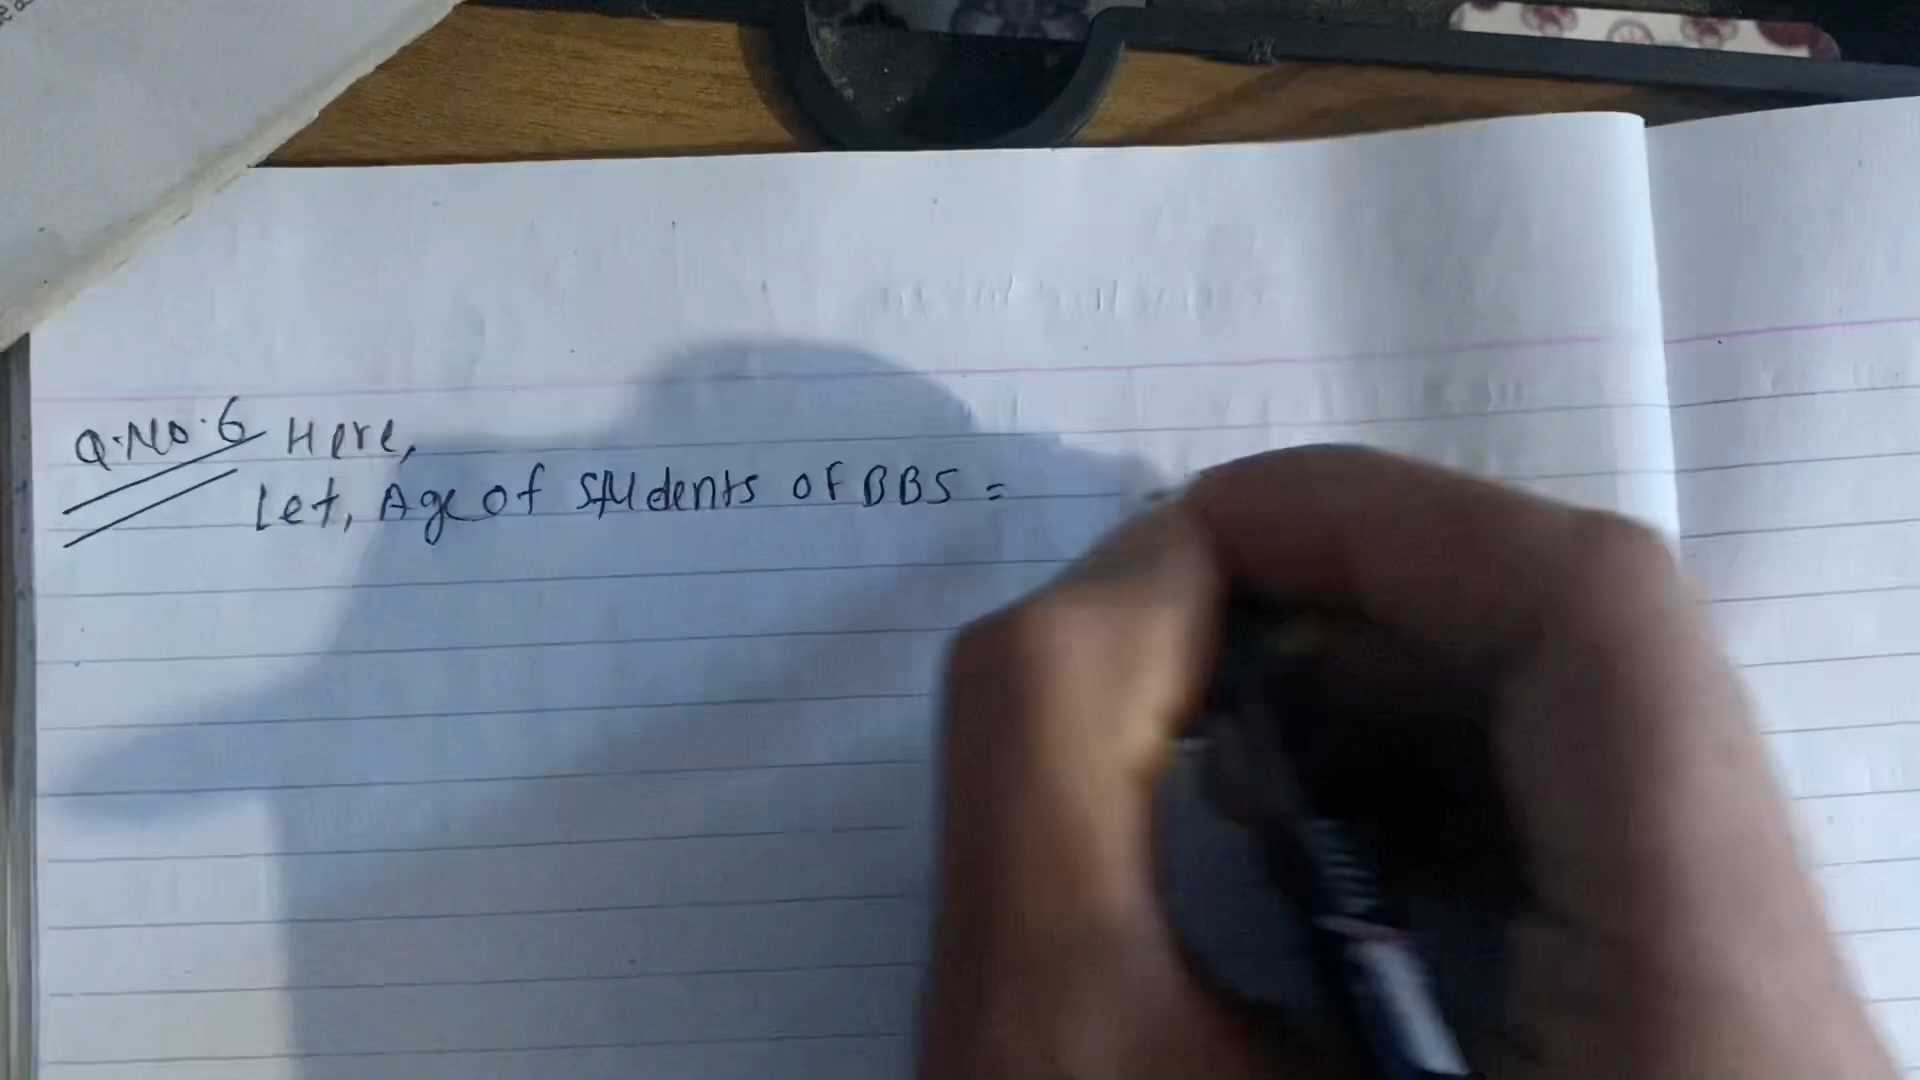 Q.No.6 Here,
Let, Age of students of BBS =